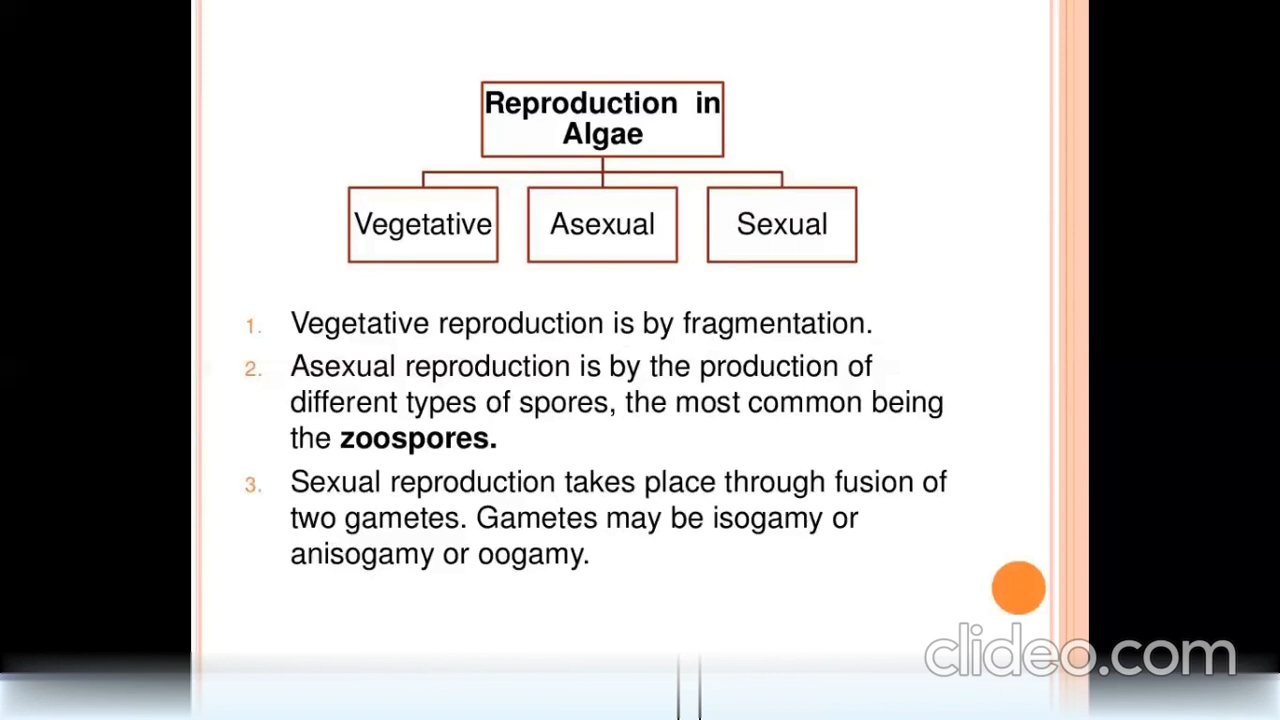 Reproduction in
Algae
Vegetative
Asexual
Sexual
1. Vegetative reproduction is by fragmentation.
2. Asexual reproduction is by the production of
different types of spores, the most common being
the zoospores.
3. Sexual reproduction takes place through fusion of
two gametes. Gametes may be isogamy or
anisogamy or oogamy.
clideo.com